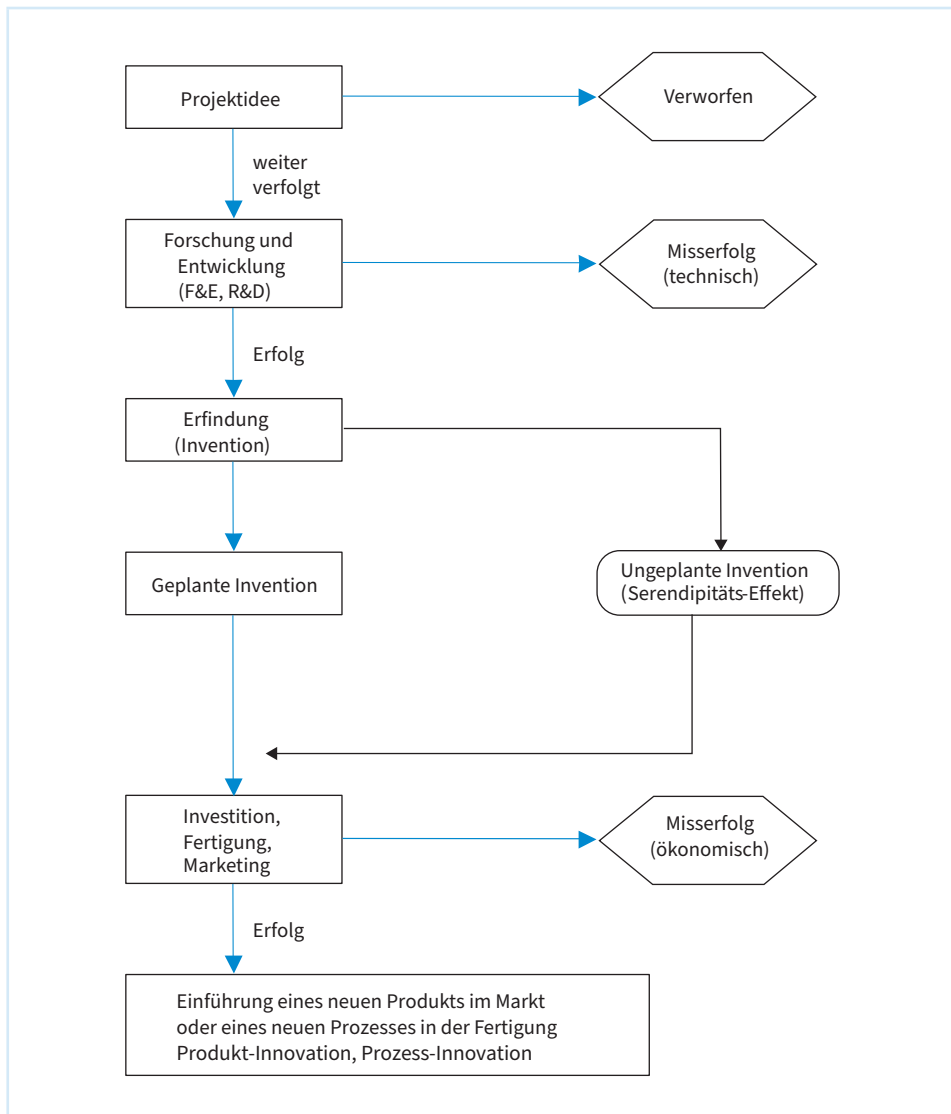 Projektidee
Verworfen
weiter
verfolgt
Forschung und
Entwicklung
(F&E, R&D)
Misserfolg
(technisch)
Erfolg
Erfindung
(Invention)
Geplante Invention
Ungeplante Invention
(Serendipitäts-Effekt)
Investition,
Fertigung,
Marketing
Misserfolg
(ökonomisch)
Erfolg
Einführung eines neuen Produkts im Markt
oder eines neuen Prozesses in der Fertigung
Produkt-Innovation, Prozess-Innovation